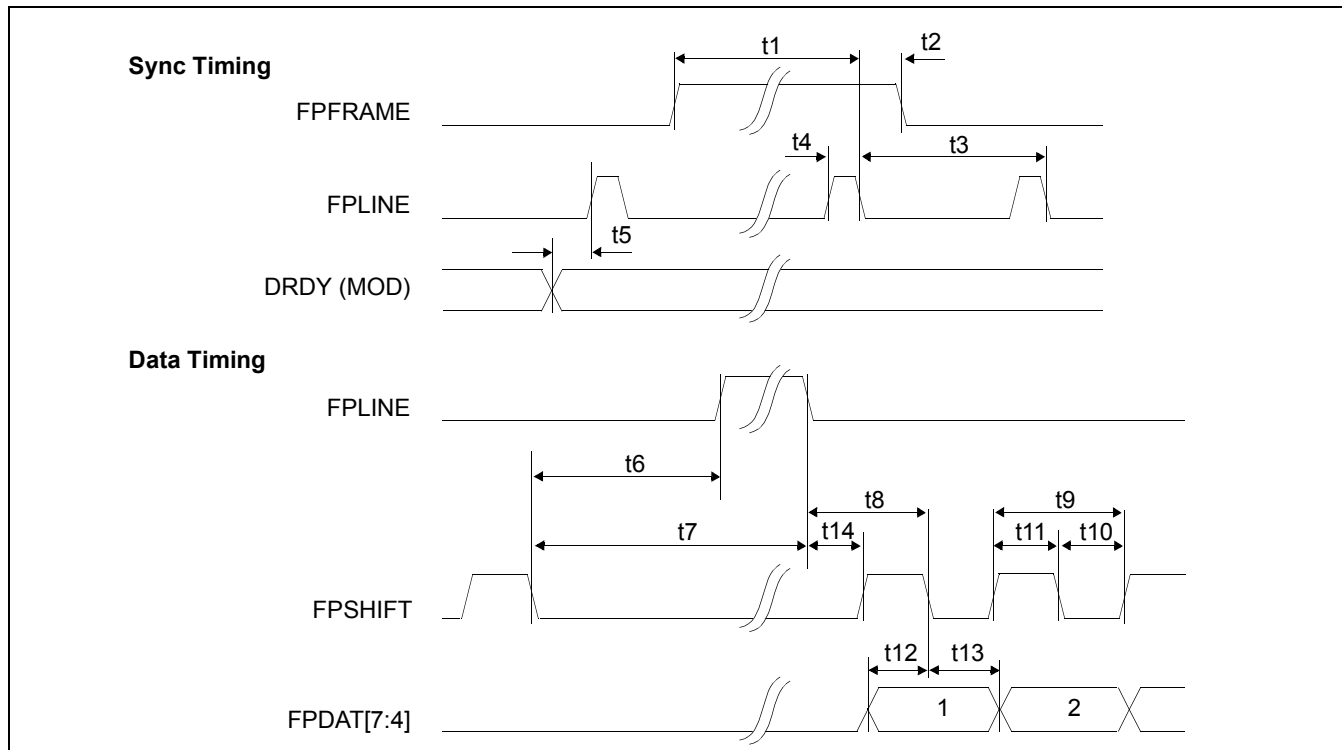 Sync Timing
t1
t2
FPFRAME
t4
t3
FPLINE
t5
DRDY (MOD)
Data Timing
FPLINE
t6
t8
t9
t7
t14
t11
t10
FPSHIFT
t12
t13
FPDAT[7:4]
1
2